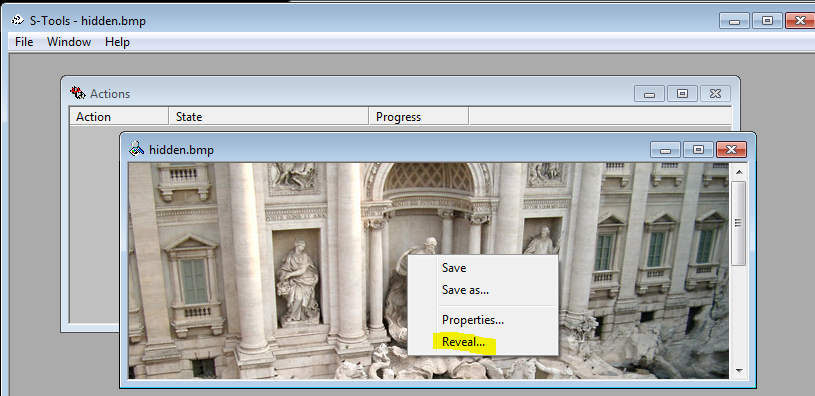 S-Tools - hidden.bmp
File Window Help
Actions
Action State Progress
hidden.bmp
Save
Save as...
Properties...
Reveal...